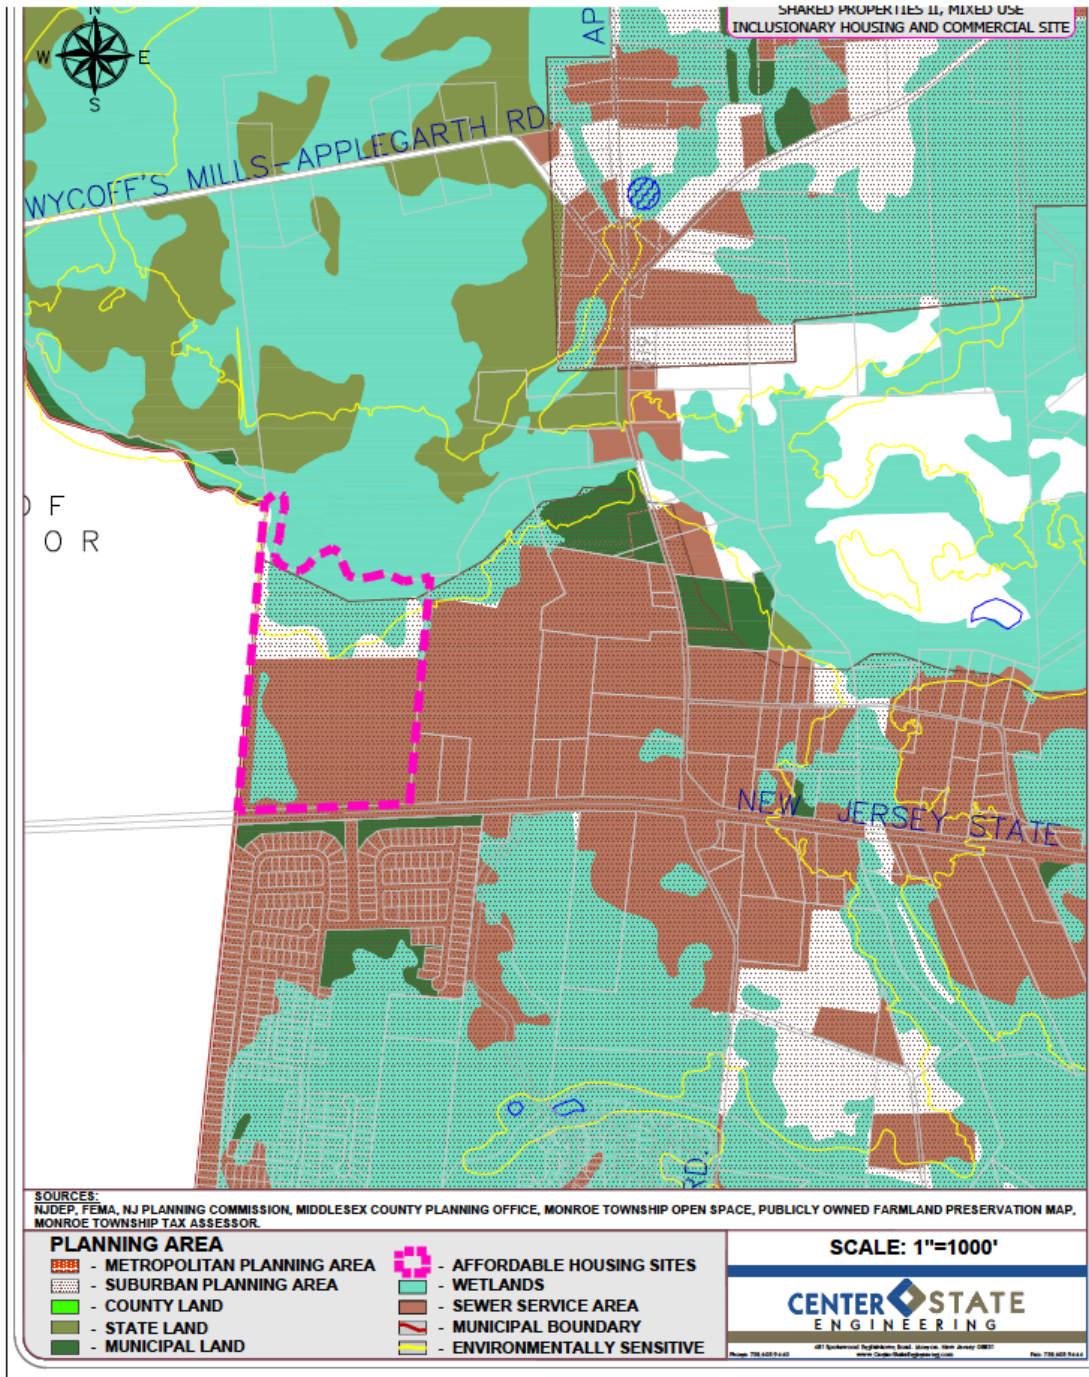 SHARED PROPERTIES II, MIXED USE
INCLUSIONARY HOUSING AND COMMERCIAL SITE
N
W
E
S
AP
WYCOFF'S MILLS-APPLEGARTH RD.
OF
OR
NEW JERSEY STATE
RD.
SOURCES:
NJDEP, FEMA, NJ PLANNING COMMISSION, MIDDLESEX COUNTY PLANNING OFFICE, MONROE TOWNSHIP OPEN SPACE, PUBLICLY OWNED FARMLAND PRESERVATION MAP,
MONROE TOWNSHIP TAX ASSESSOR.
PLANNING AREA
- METROPOLITAN PLANNING AREA
- SUBURBAN PLANNING AREA
- COUNTY LAND
- STATE LAND
- MUNICIPAL LAND
- AFFORDABLE HOUSING SITES
- WETLANDS
- SEWER SERVICE AREA
- MUNICIPAL BOUNDARY
- ENVIRONMENTALLY SENSITIVE
SCALE: 1"=1000'
CENTER STATE
ENGINEERING